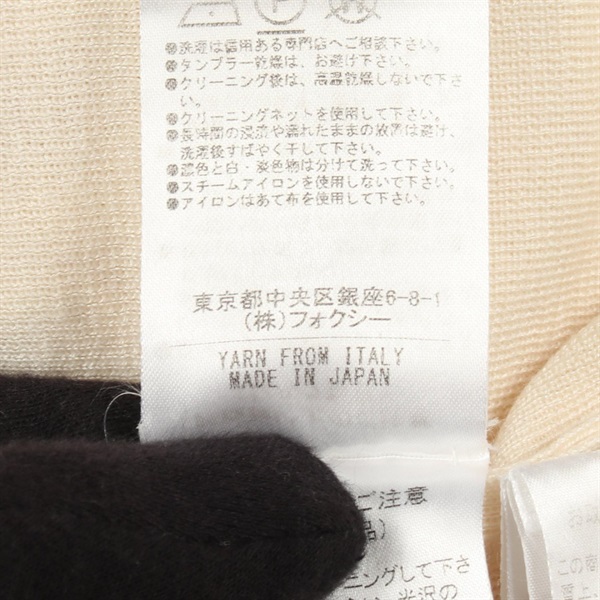 ●洗濯は信用ある専門店へご相談下さい。
●タンブラー乾燥は、お避け下さい。
●クリーニング後は、高温乾燥しないで下さい。
●クリーニングネットを使用して下さい。
●長時間の浸漬や濡れたままの放置は避け、
洗濯後すばやく干して下さい。
●濃色と白・淡色物は分けて洗って下さい。
●スチームアイロンを使用しないで下さい。
●アイロンはあて布を使用して下さい。
東京都中央区銀座6-8-1
(株)フォクシー
YARN FROM ITALY
MADE IN JAPAN
ご注意
品)
ニングして下さ
い、光沢の